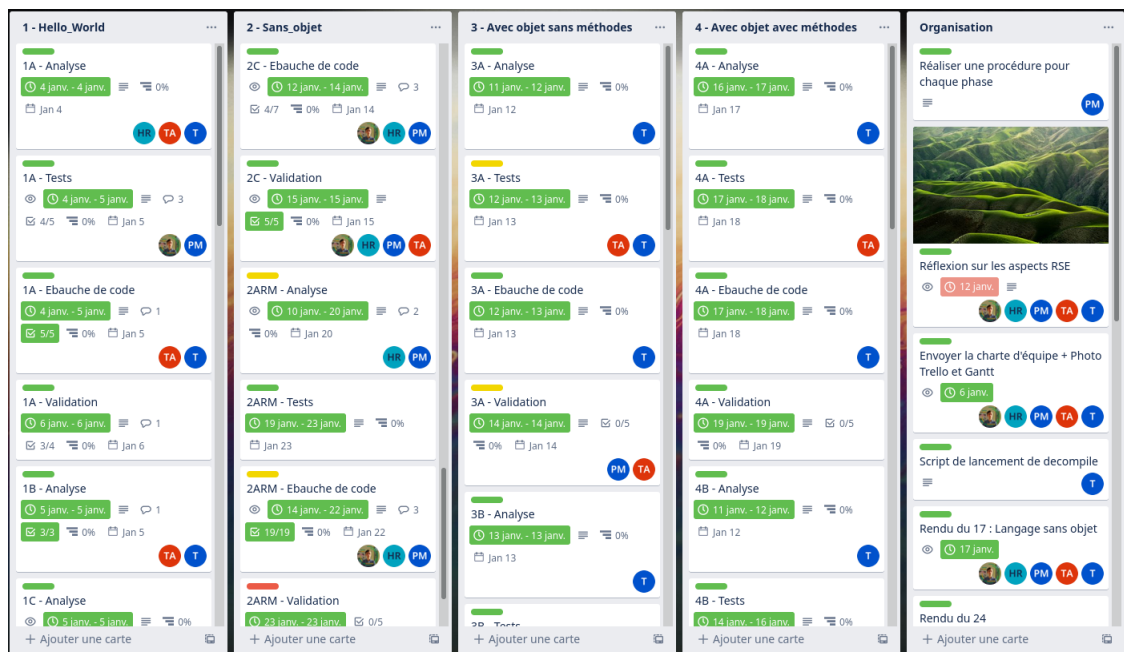 1 - Hello_World
1A - Analyse
4 janv. - 4 janv. 0%
Jan 4
HR TA T
1A - Tests
4 janv. - 5 janv. 3
4/5 0% Jan 5
PM
1A - Ebauche de code
4 janv. - 5 janv. 1
5/5 0% Jan 5
TA T
1A - Validation
6 janv. - 6 janv. 1
3/4 0% Jan 6
1B - Analyse
5 janv. - 5 janv. 1
3/3 0% Jan 5
TA T
1C - Analyse
5 janv. - 5 janv. 0%
+ Ajouter une carte
2 - Sans_objet
2C - Ebauche de code
12 janv. - 14 janv. 3
4/7 0% Jan 14
HR PM
2C - Validation
15 janv. - 15 janv.
5/5 0% Jan 15
HR PM TA
2ARM - Analyse
10 janv. - 20 janv. 2
0% Jan 20
HR PM
2ARM - Tests
19 janv. - 23 janv. 0%
Jan 23
2ARM - Ebauche de code
14 janv. - 22 janv. 3
19/19 0% Jan 22
HR PM
2ARM - Validation
23 janv. - 23 janv. 0/5
+ Ajouter une carte
3 - Avec objet sans méthodes
3A - Analyse
11 janv. - 12 janv. 0%
Jan 12
T
3A - Tests
12 janv. - 13 janv. 0%
Jan 13
TA T
3A - Ebauche de code
12 janv. - 13 janv. 0%
Jan 13
T
3A - Validation
14 janv. - 14 janv. 0/5
0% Jan 14
PM TA
3B - Analyse
13 janv. - 13 janv. 0%
Jan 13
T
3B - Tests
+ Ajouter une carte
4 - Avec objet avec méthodes
4A - Analyse
16 janv. - 17 janv. 0%
Jan 17
T
4A - Tests
17 janv. - 18 janv. 0%
Jan 18
TA
4A - Ebauche de code
17 janv. - 18 janv. 0%
Jan 18
T
4A - Validation
19 janv. - 19 janv. 0/5
0% Jan 19
4B - Analyse
11 janv. - 12 janv. 0%
Jan 12
T
4B - Tests
14 janv. - 16 janv. 0%
+ Ajouter une carte
Organisation
Réaliser une procédure pour
chaque phase
PM
Réflexion sur les aspects RSE
12 janv.
HR PM TA T
Envoyer la charte d'équipe + Photo
Trello et Gantt
6 janv.
HR PM TA T
Script de lancement de decompile
T
Rendu du 17 : Langage sans objet
17 janv.
HR PM TA T
Rendu du 24
+ Ajouter une carte